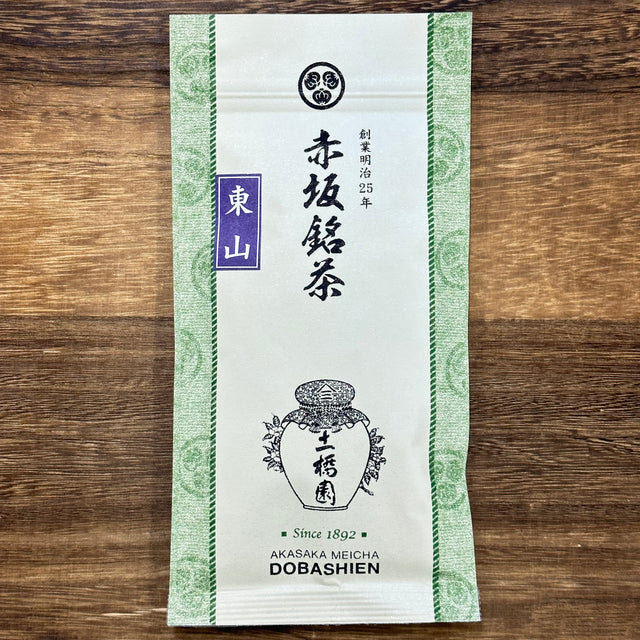 創業明治25年
赤坂銘茶
東山
土橋園
Since 1892
AKASAKA MEICHA
DOBASHIEN